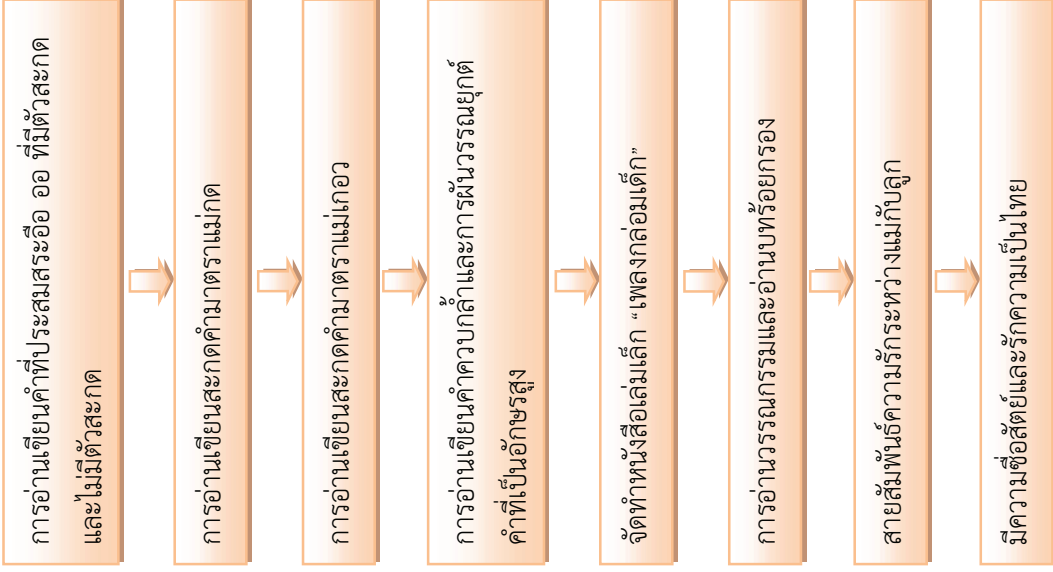 การอ่านเขียนคำที่ประสมสระอือ ออ ที่มีตัวสะกด
และไม่มีตัวสะกด
การอ่านเขียนสะกดคำมาตราแม่กด
การอ่านเขียนสะกดคำมาตราแม่เกอว
การอ่านเขียนคำควบกล้ำและการผันวรรณยุกต์
คำที่เป็นอักษรสูง
จัดทำหนังสือเล่มเล็ก “เพลงกล่อมเด็ก”
การอ่านวรรณกรรมและอ่านบทร้อยกรอง
สายสัมพันธ์ความรักระหว่างแม่กับลูก
มีความซื่อสัตย์และรักความเป็นไทย